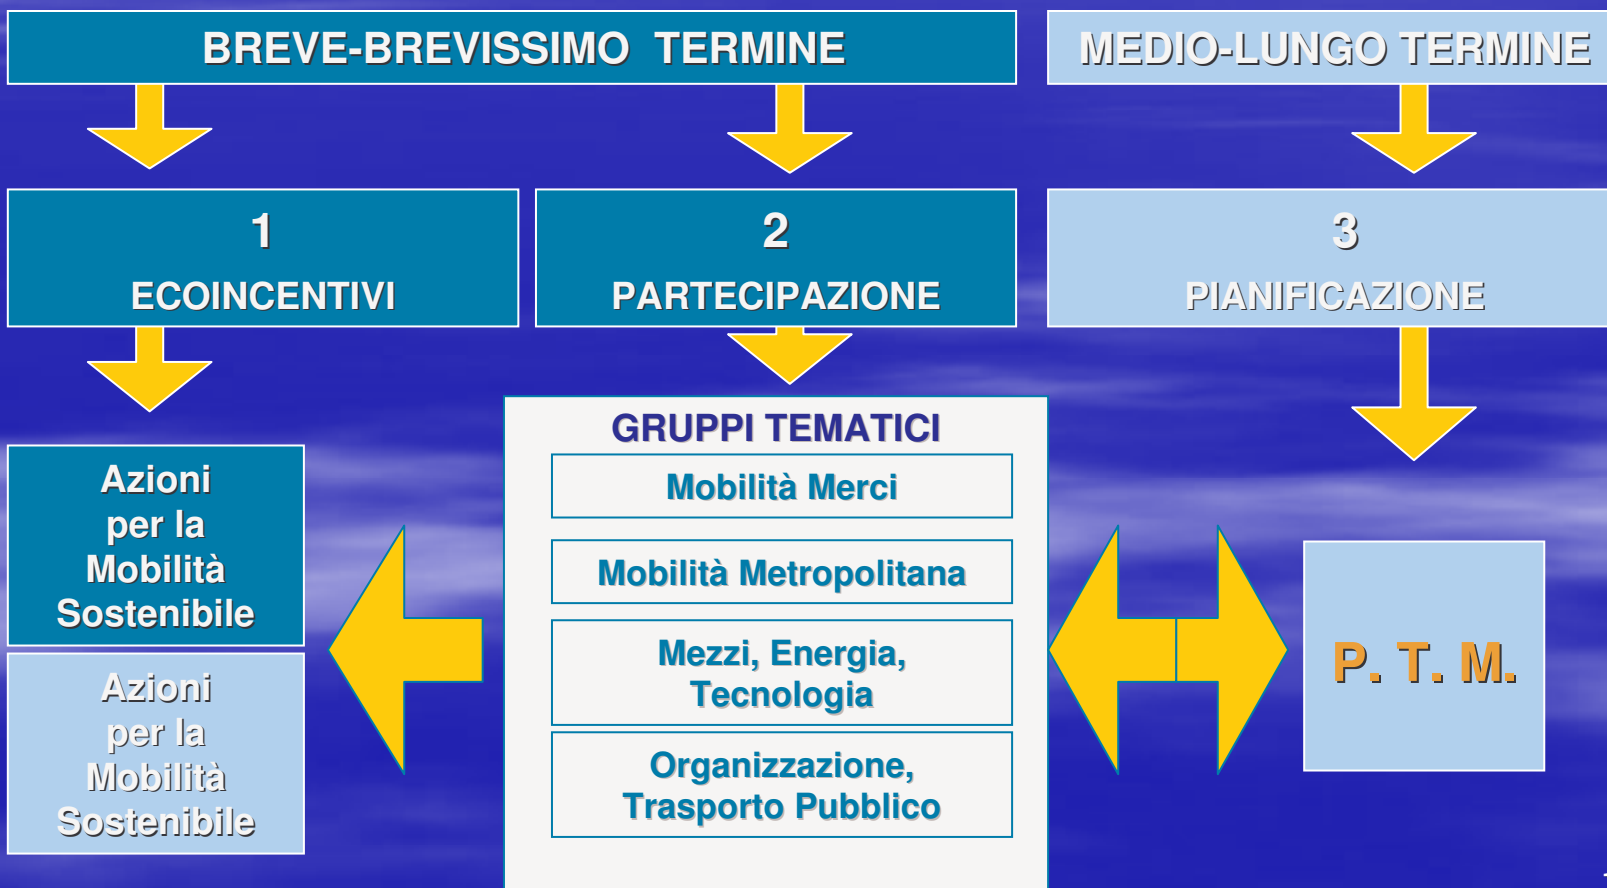 BREVE-BREVISSIMO TERMINE
MEDIO-LUNGO TERMINE
1
ECOINCENTIVI
2
PARTECIPAZIONE
3
PIANIFICAZIONE
Azioni
per la
Mobilità
Sostenibile
Azioni
per la
Mobilità
Sostenibile
GRUPPI TEMATICI
Mobilità Merci
Mobilità Metropolitana
Mezzi, Energia,
Tecnologia
Organizzazione,
Trasporto Pubblico
P. T. M.